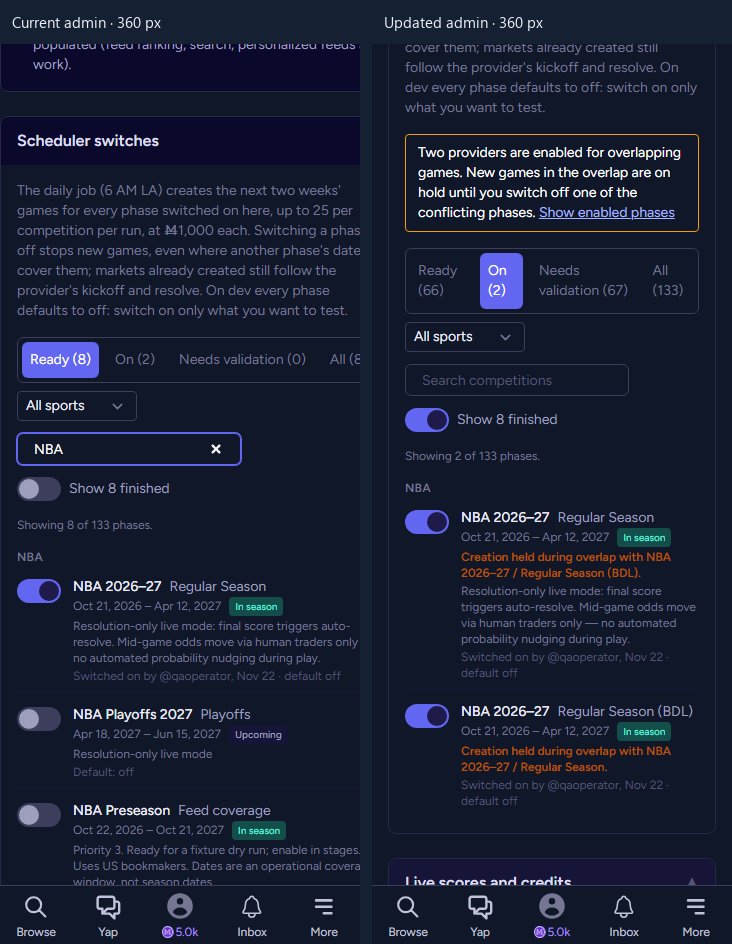 Current admin · 360 px
populated (feed ranking, search, personalized feeds
work).
Scheduler switches
The daily job (6 AM LA) creates the next two weeks'
games for every phase switched on here, up to 25 per
competition per run, at M1,000 each. Switching a phas
off stops new games, even where another phase's date
cover them; markets already created still follow the
provider's kickoff and resolve. On dev every phase
defaults to off: switch on only what you want to test.
Ready (8)
On (2)
Needs validation (0)
All (8
All sports
NBA
Show 8 finished
Showing 8 of 133 phases.
NBA
NBA 2026–27 Regular Season
Oct 21, 2026 – Apr 12, 2027 In season
Resolution-only live mode: final score triggers auto-
resolve. Mid-game odds move via human traders only
no automated probability nudging during play.
Switched on by @qaoperator, Nov 22 · default off
NBA Playoffs 2027 Playoffs
Apr 18, 2027 – Jun 15, 2027 Upcoming
Resolution-only live mode
Default: off
NBA Preseason Feed coverage
Oct 22, 2026 – Oct 21, 2027 In season
Priority 3. Ready for a fixture dry run; enable in stages.
Uses US bookmakers. Dates are an operational covera
window, not season dates
Browse
Yap
M 5.0k
Inbox
More
Updated admin · 360 px
cover them; markets already created still
follow the provider's kickoff and resolve. On
dev every phase defaults to off: switch on only
what you want to test.
Two providers are enabled for overlapping
games. New games in the overlap are on
hold until you switch off one of the
conflicting phases. Show enabled phases
Ready
(66)
On
(2)
Needs
validation (67)
All
(133)
All sports
Search competitions
Show 8 finished
Showing 2 of 133 phases.
NBA
NBA 2026–27 Regular Season
Oct 21, 2026 – Apr 12, 2027 In season
Creation held during overlap with NBA
2026–27 / Regular Season (BDL).
Resolution-only live mode: final score
triggers auto-resolve. Mid-game odds move
via human traders only — no automated
probability nudging during play.
Switched on by @qaoperator, Nov 22 ·
default off
NBA 2026–27 Regular Season (BDL)
Oct 21, 2026 – Apr 12, 2027 In season
Creation held during overlap with NBA
2026–27 / Regular Season.
Switched on by @qaoperator, Nov 22 ·
default off
Live scores and credits
Browse
Yap
M 5.0k
Inbox
More